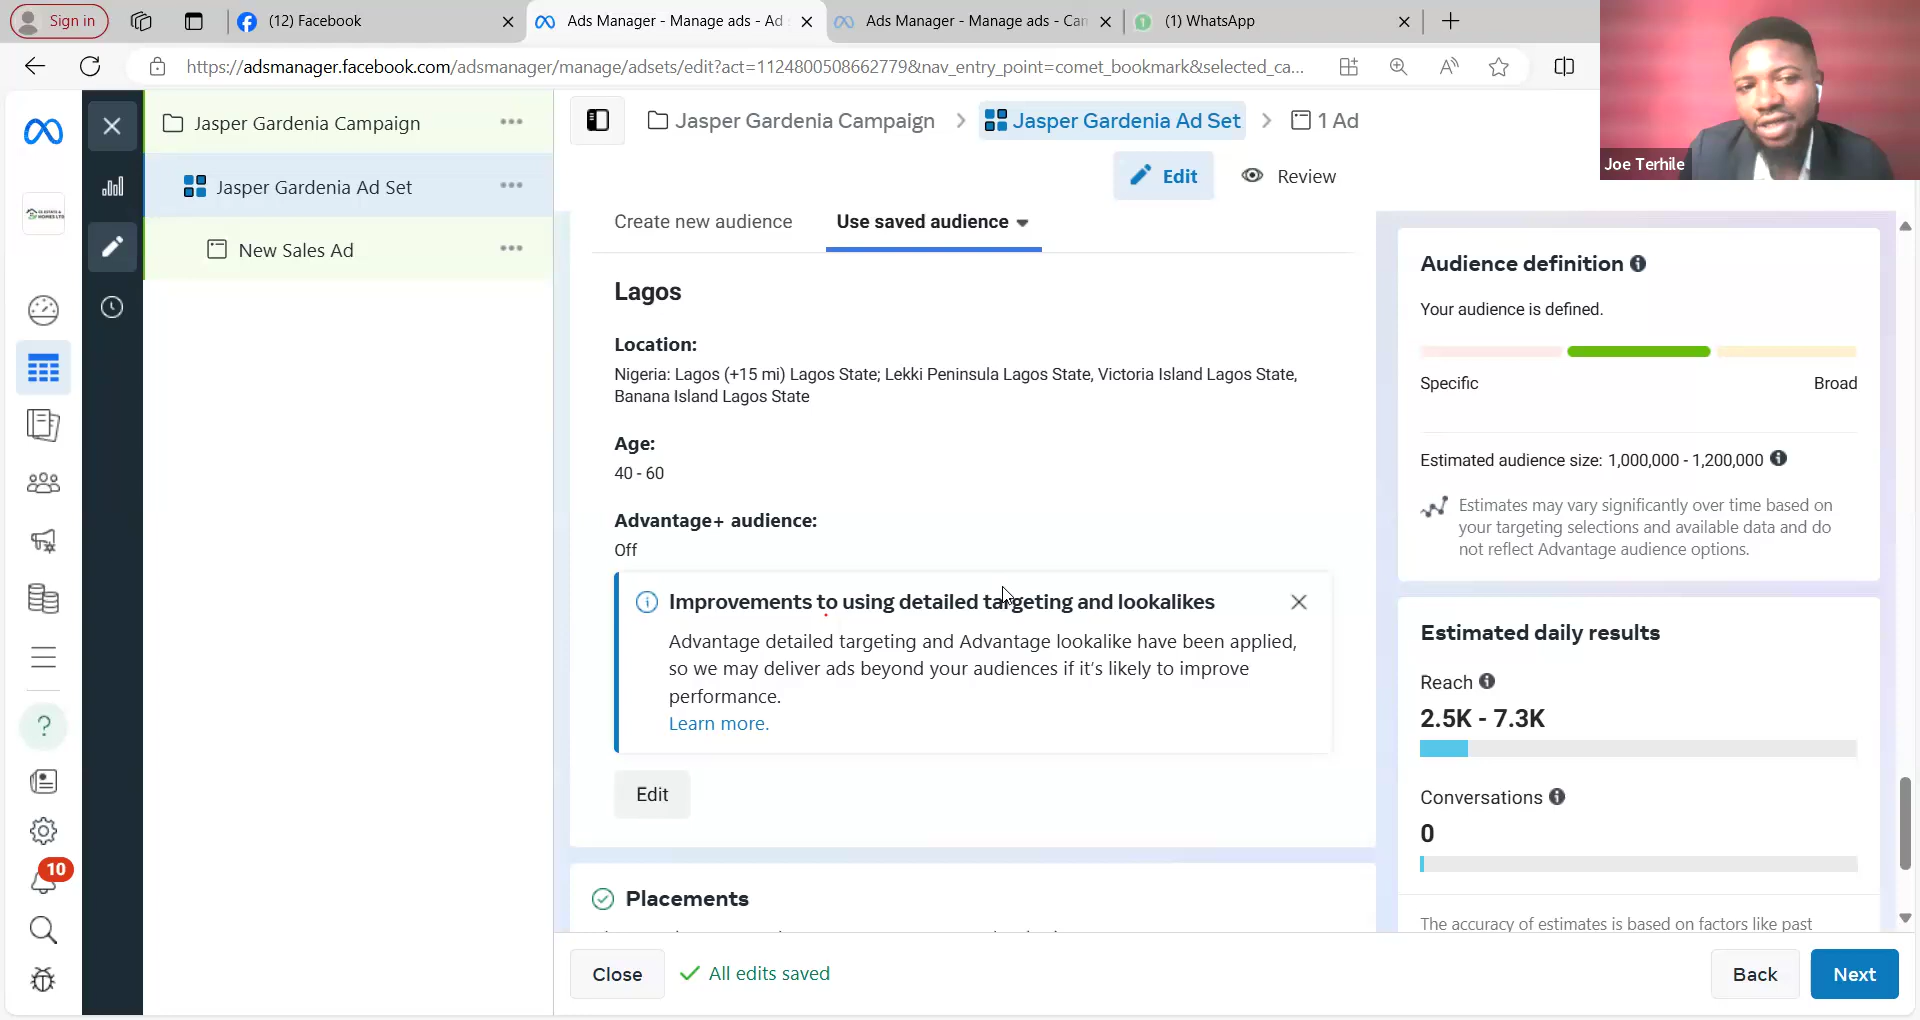 Sign in
(12) Facebook
Ads Manager - Manage ads - Ad
Ads Manager - Manage ads - Can
(1) WhatsApp
https://adsmanager.facebook.com/adsmanager/manage/adsets/edit?act=1124800508662779&nav_entry_point=comet_bookmark&selected_ca...
Joe Terhile
Jasper Gardenia Campaign
Jasper Gardenia Ad Set
New Sales Ad
Jasper Gardenia Campaign > Jasper Gardenia Ad Set > 1 Ad
Edit
Review
Create new audience
Use saved audience
Lagos
Location:
Nigeria: Lagos (+15 mi) Lagos State; Lekki Peninsula Lagos State, Victoria Island Lagos State,
Banana Island Lagos State
Age:
40 - 60
Advantage+ audience:
Off
Improvements to using detailed targeting and lookalikes
Advantage detailed targeting and Advantage lookalike have been applied,
so we may deliver ads beyond your audiences if it's likely to improve
performance.
Learn more.
Edit
Placements
Audience definition
Your audience is defined.
Specific
Broad
Estimated audience size: 1,000,000 - 1,200,000
Estimates may vary significantly over time based on
your targeting selections and available data and do
not reflect Advantage audience options.
Estimated daily results
Reach
2.5K - 7.3K
Conversations
0
The accuracy of estimates is based on factors like past
10
Close
All edits saved
Back
Next